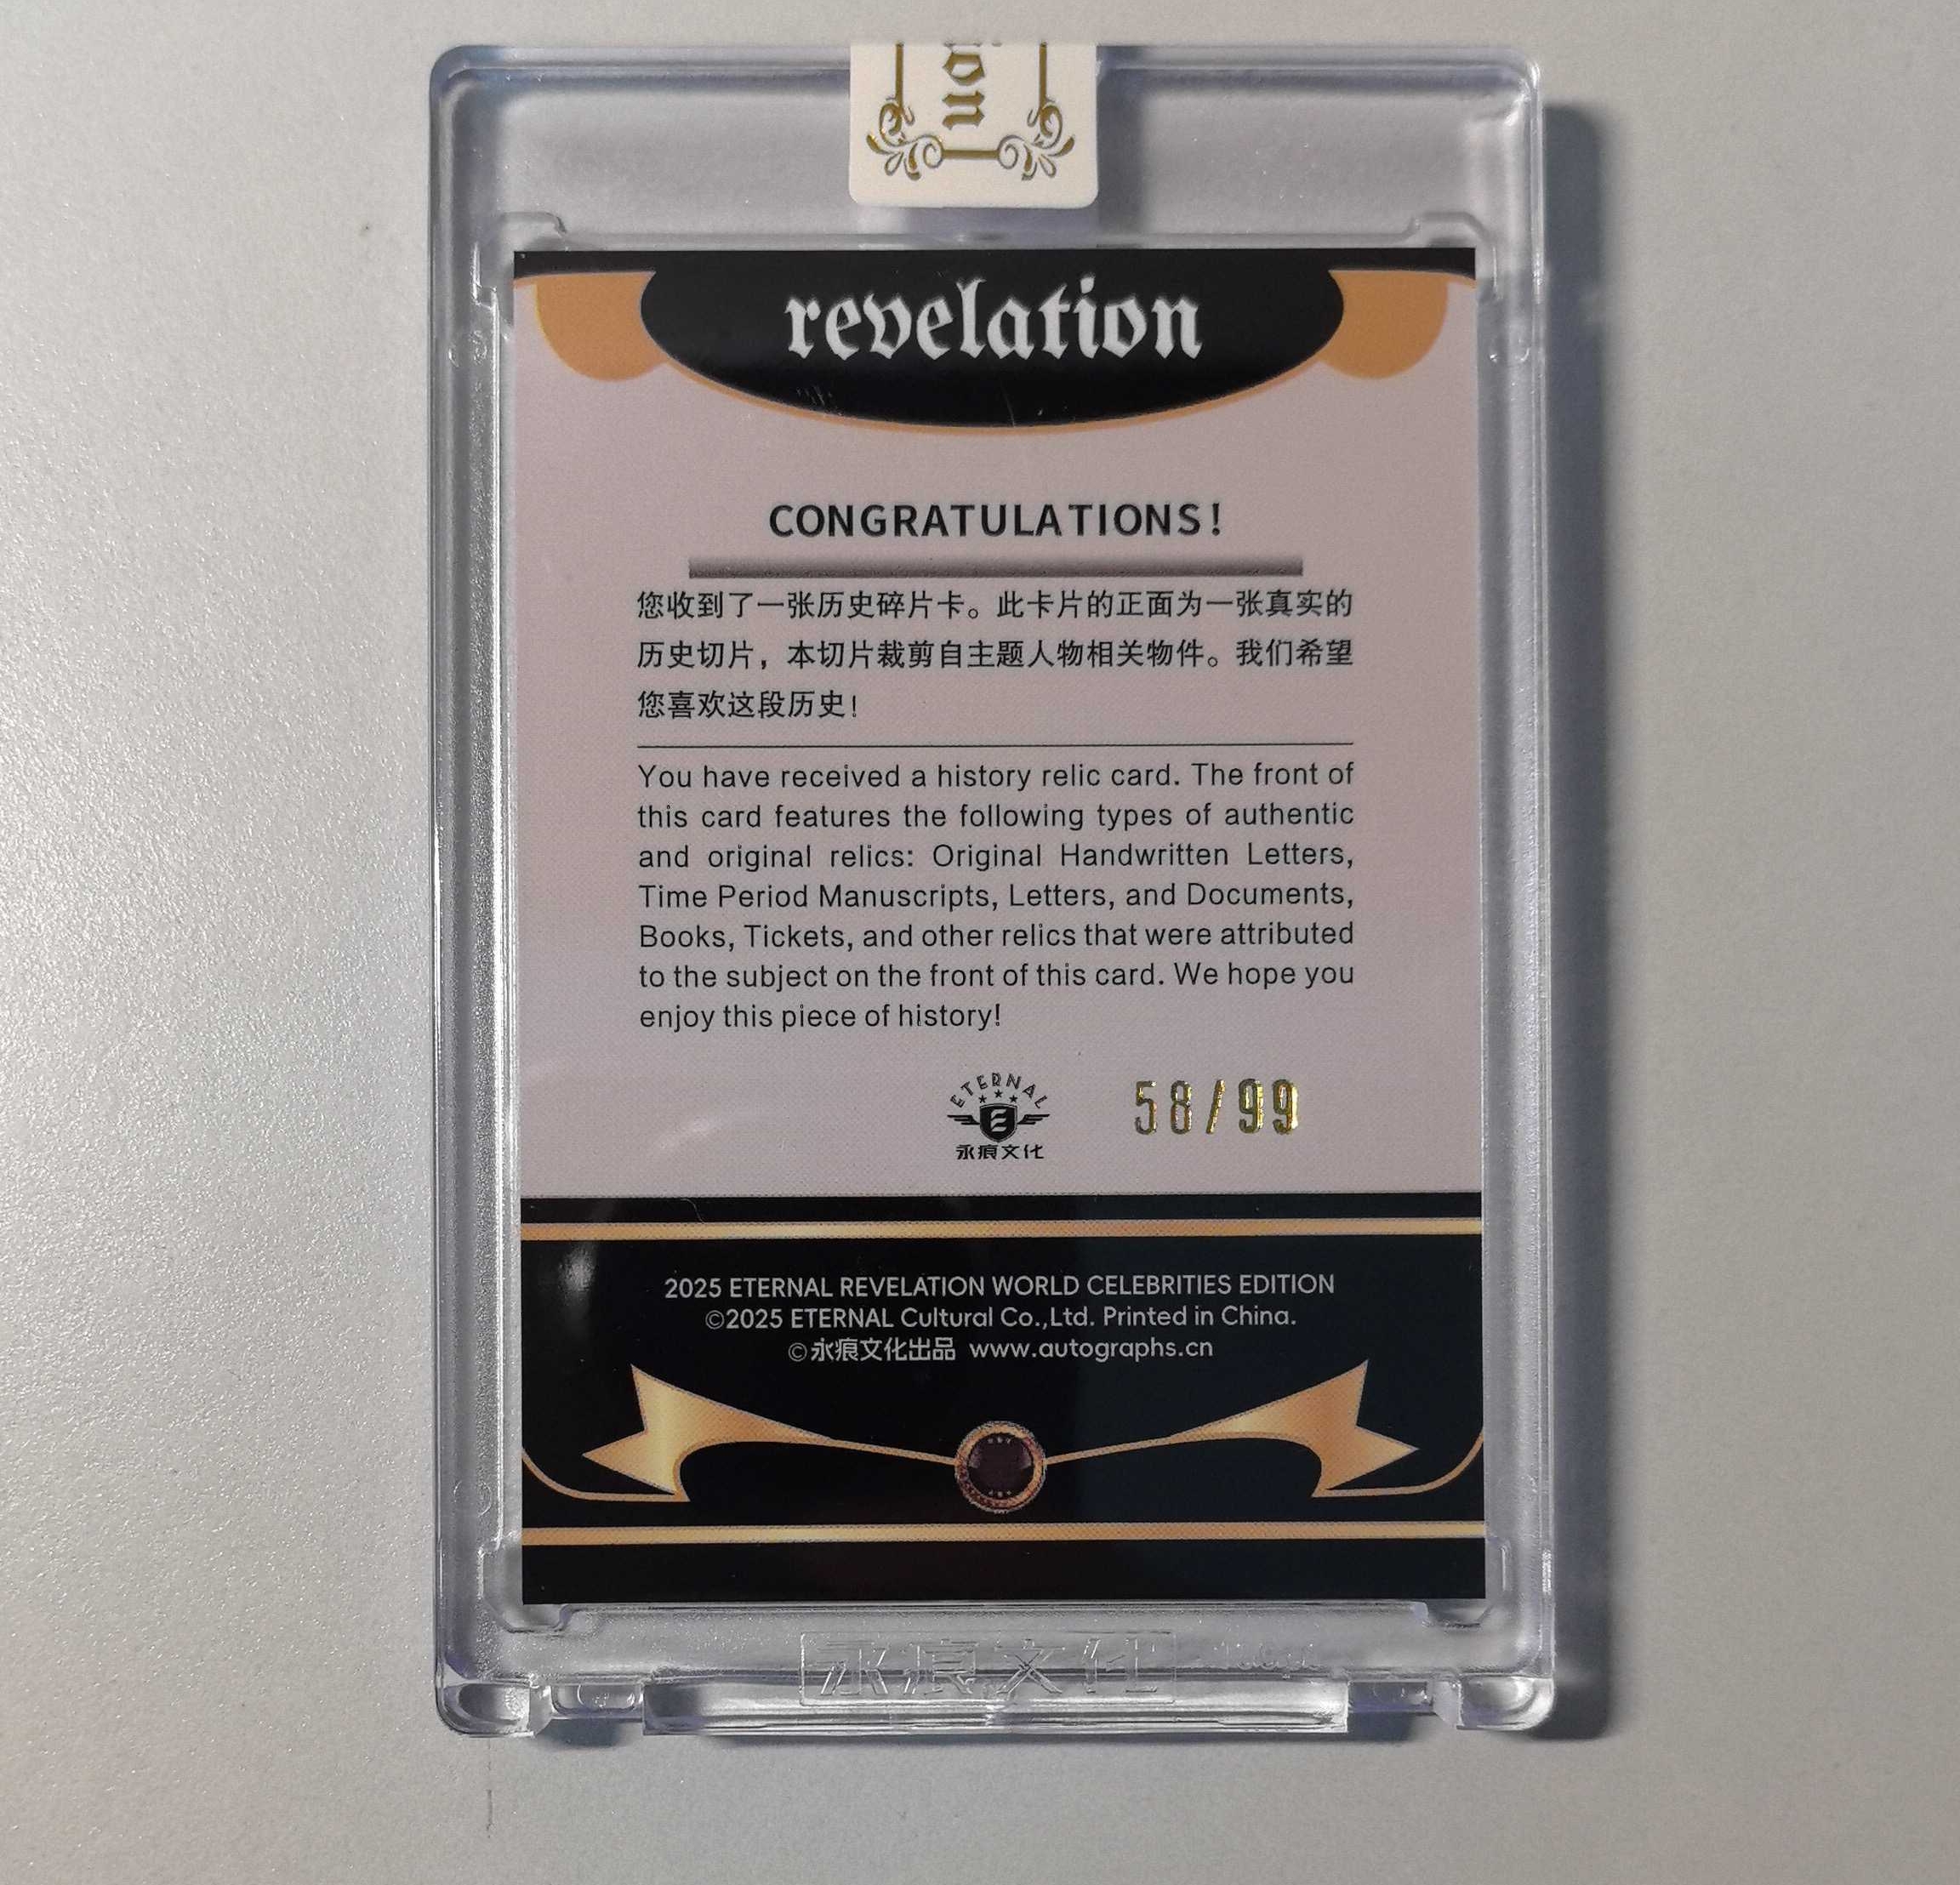 ion
revelation
CONGRATULATIONS!
您收到了一张历史碎片卡。此卡片的正面为一张真实的
历史切片，本切片裁剪自主题人物相关物件。我们希望
您喜欢这段历史！
You have received a history relic card. The front of
this card features the following types of authentic
and original relics: Original Handwritten Letters,
Time Period Manuscripts, Letters, and Documents,
Books, Tickets, and other relics that were attributed
to the subject on the front of this card. We hope you
enjoy this piece of history!
ETERNAL
永痕文化
58/99
2025 ETERNAL REVELATION WORLD CELEBRITIES EDITION
©2025 ETERNAL Cultural Co.,Ltd. Printed in China.
©永痕文化出品 www.autographs.cn
永痕文化